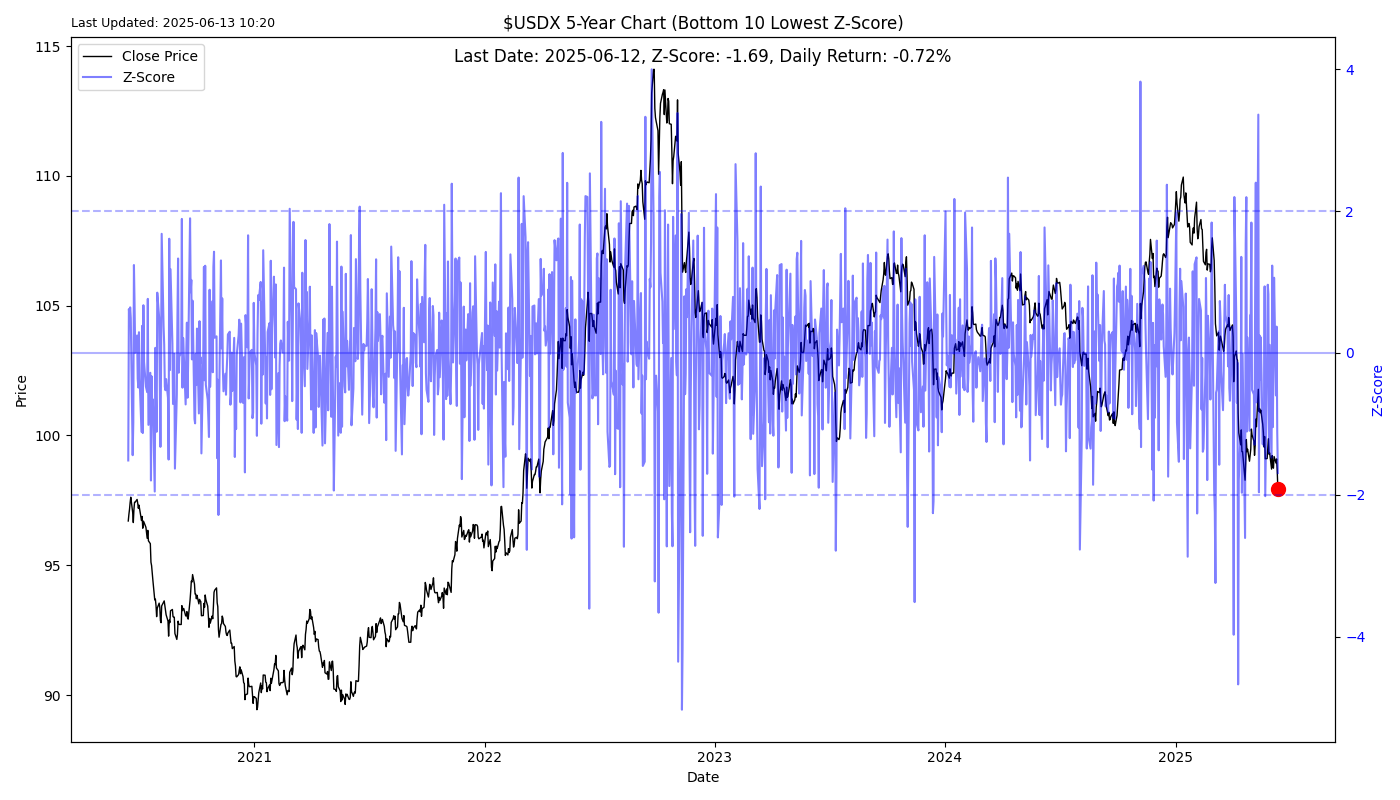 Last Updated: 2025-06-13 10:20
$USDX 5-Year Chart (Bottom 10 Lowest Z-Score)
Last Date: 2025-06-12, Z-Score: -1.69, Daily Return: -0.72%
Close Price
Z-Score
115
110
105
100
95
90
Price
4
2
0
−2
−4
Z-Score
2021
2022
2023
2024
2025
Date